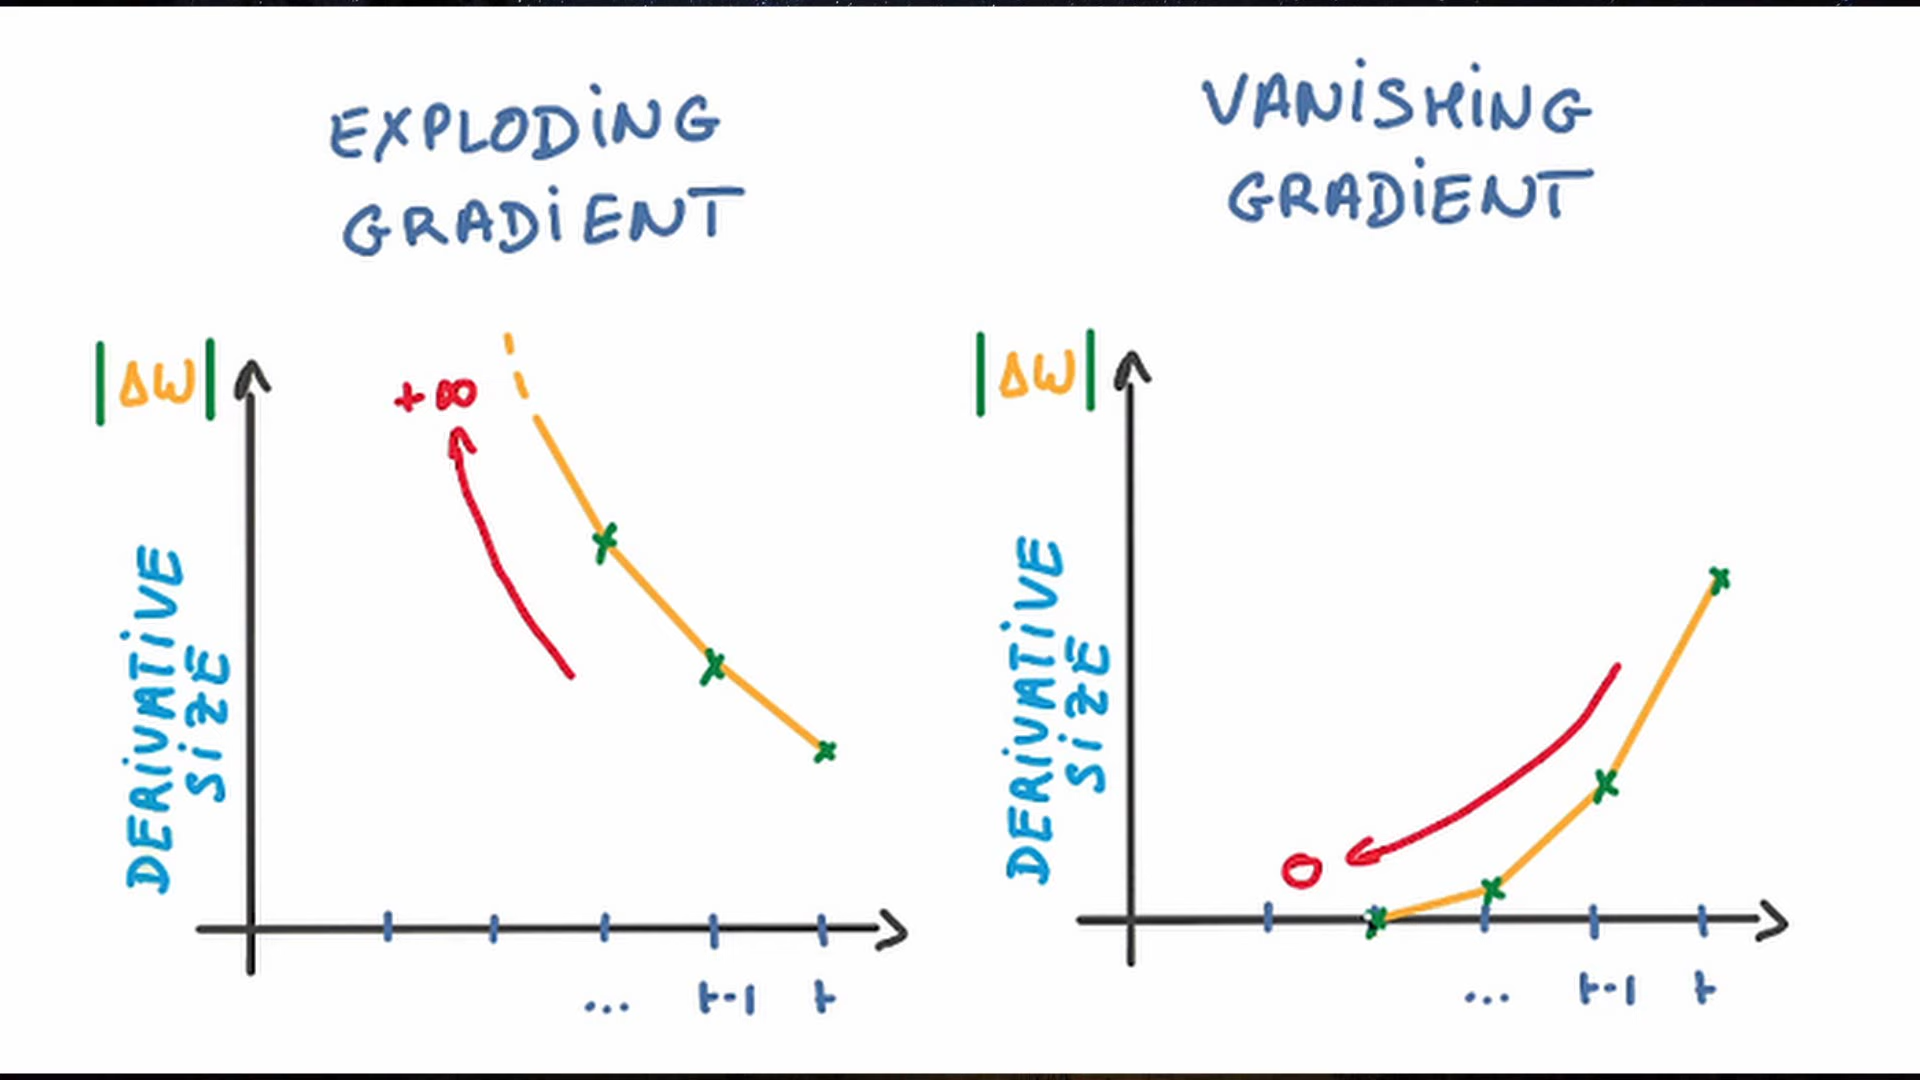 EXPLODING
GRADIENT
|ΔW|
+∞
DERIVATIVE
SIZE
... t-1 t
VANISHING
GRADIENT
|ΔW|
DERIVATIVE
SIZE
0
... t-1 t